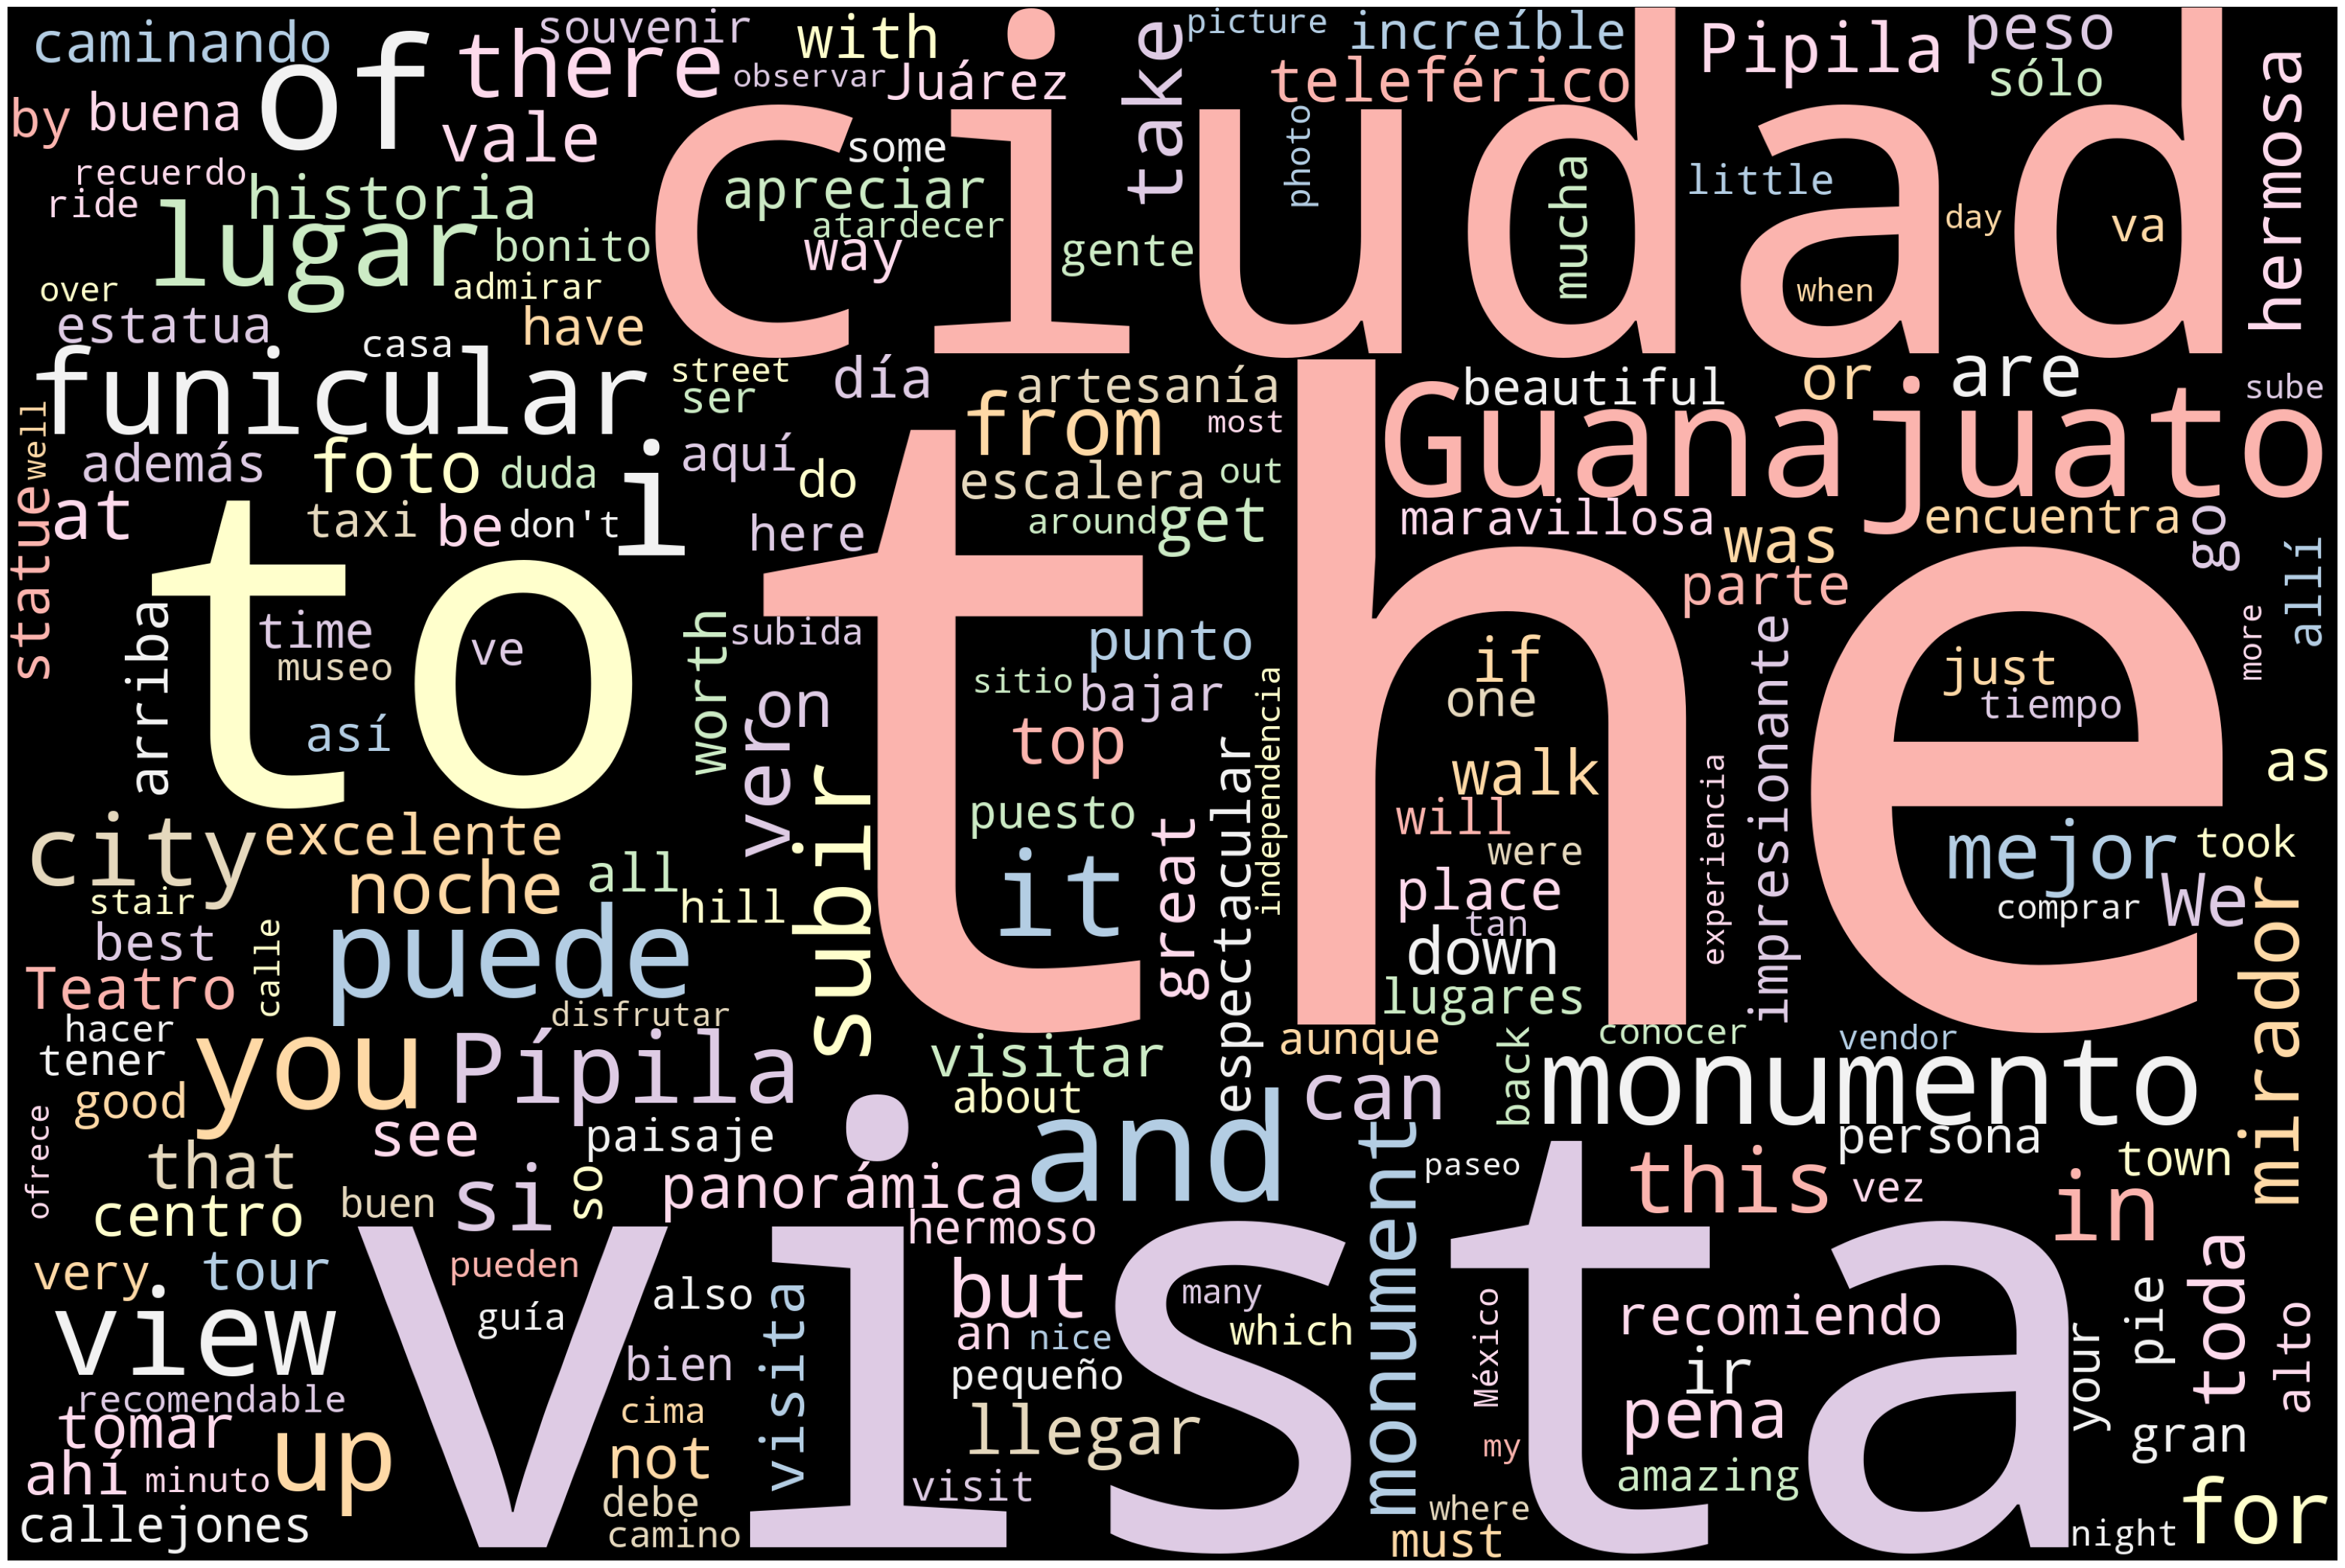 caminando
souvenir
with
picture
increíble
Pipila
peso
of
there
observar
Juárez
take
teleférico
sólo
hermosa
by
buena
vale
ciudad
some
photo
mucha
little
recuerdo
ride
historia
apreciar
lugar
atardecer
way
bonito
gente
day
va
over
admirar
when
estatua
have
casa
funicular
street
día
ser
artesanía
beautiful
or
are
sube
from
most
Guanajuato
well
además
foto
duda
i
aquí
do
escalera
out
statue
at
taxi
be
don't
here
around
get
maravillosa
was
encuentra
go
allí
to
the
parte
arriba
time
ve
museo
worth
subida
punto
if
impresionante
just
more
así
ver
on
sitio
bajar
independencia
one
tiempo
top
walk
experiencia
as
city
excelente
subir
puesto
great
espectacular
will
were
mejor
took
noche
all
it
place
comprar
We
stair
hill
tan
best
calle
puede
down
mirador
Teatro
lugares
disfrutar
hacer
tener
you
Pípila
visitar
aunque
back
conocer
vendor
good
about
can
monumento
ofrece
see
paisaje
and
monument
persona
that
paseo
town
centro
buen
si
so
panorámica
this
vez
in
hermoso
very
tour
vista
pueden
also
visita
but
many
México
toda
view
guía
an
nice
which
recomiendo
your
pie
alto
bien
pequeño
ir
recomendable
cima
tomar
up
not
llegar
pena
my
gran
ahí
minuto
visit
amazing
debe
where
for
callejones
camino
must
night